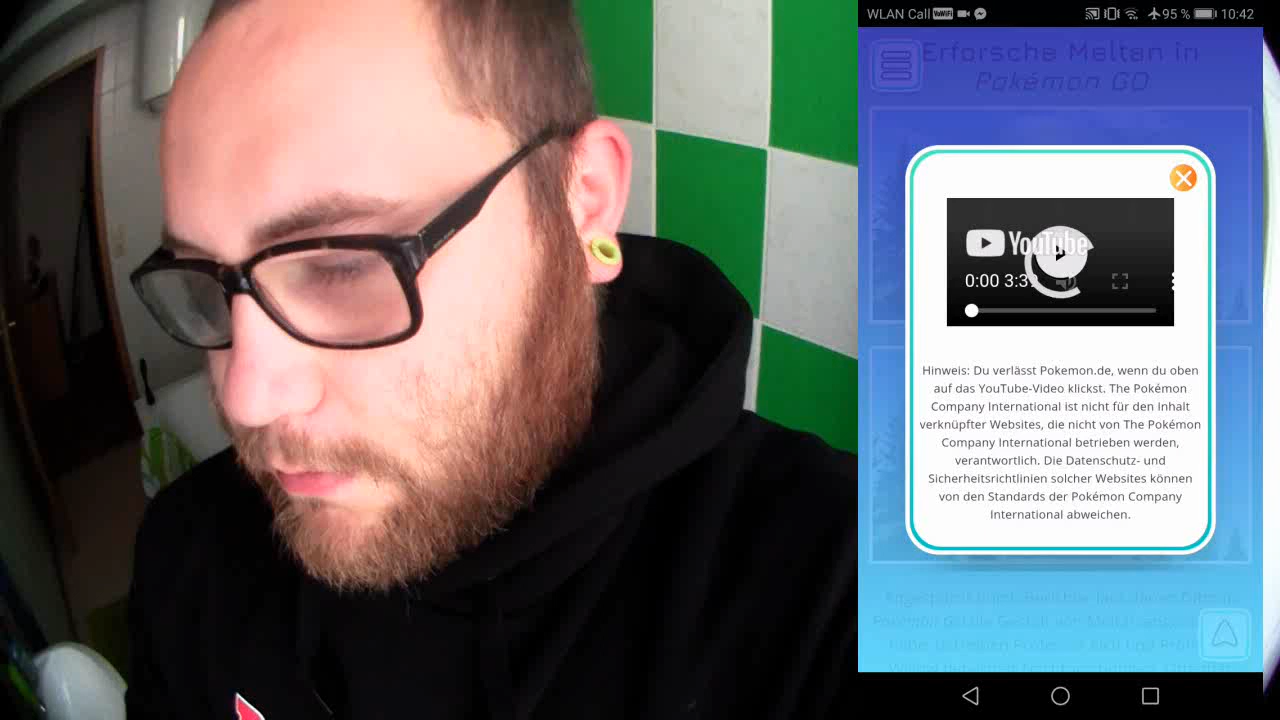 WLAN Call VoWiFi 95 % 10:42
Erforsche Meltan in
Pokémon GO
YouTube
0:00 3:39
Hinweis: Du verlässt Pokemon.de, wenn du oben
auf das YouTube-Video klickst. The Pokémon
Company International ist nicht für den Inhalt
verknüpfter Websites, die nicht von The Pokémon
Company International betrieben werden,
verantwortlich. Die Datenschutz- und
Sicherheitsrichtlinien solcher Websites können
von den Standards der Pokémon Company
International abweichen.